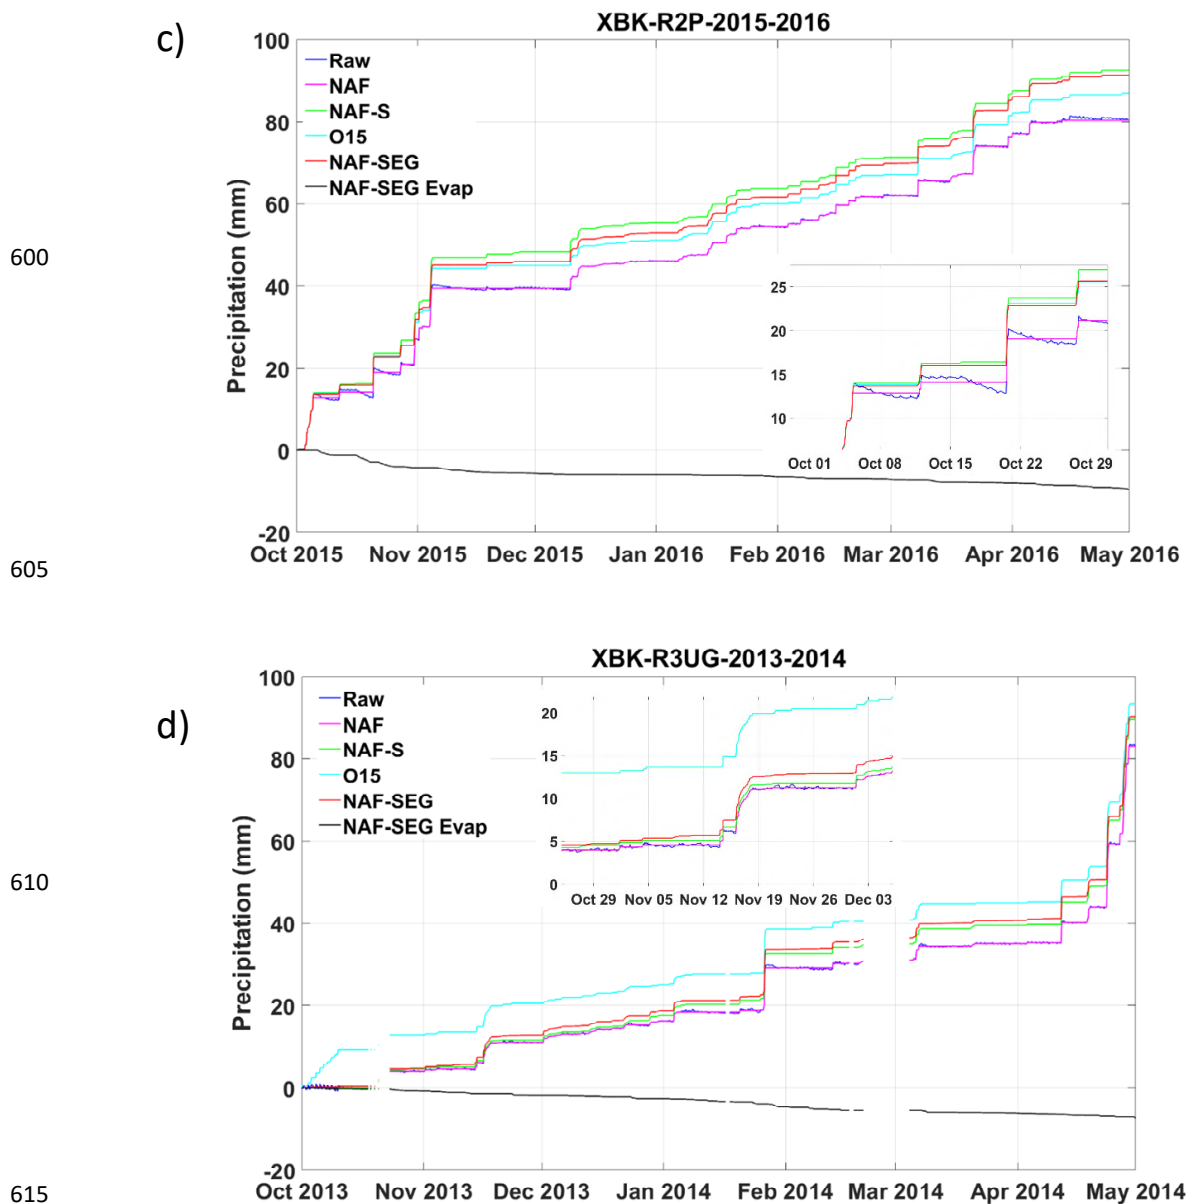 c)
XBK-R2P-2015-2016
100
80
60
40
20
0
-20
Precipitation (mm)
Raw
NAF
NAF-S
O15
NAF-SEG
NAF-SEG Evap
25
20
15
10
Oct 01 Oct 08 Oct 15 Oct 22 Oct 29
Oct 2015 Nov 2015 Dec 2015 Jan 2016 Feb 2016 Mar 2016 Apr 2016 May 2016
600
605
d)
XBK-R3UG-2013-2014
100
80
60
40
20
0
-20
Precipitation (mm)
Raw
NAF
NAF-S
O15
NAF-SEG
NAF-SEG Evap
20
15
10
5
0
Oct 29 Nov 05 Nov 12 Nov 19 Nov 26 Dec 03
Oct 2013 Nov 2013 Dec 2013 Jan 2014 Feb 2014 Mar 2014 Apr 2014 May 2014
610
615